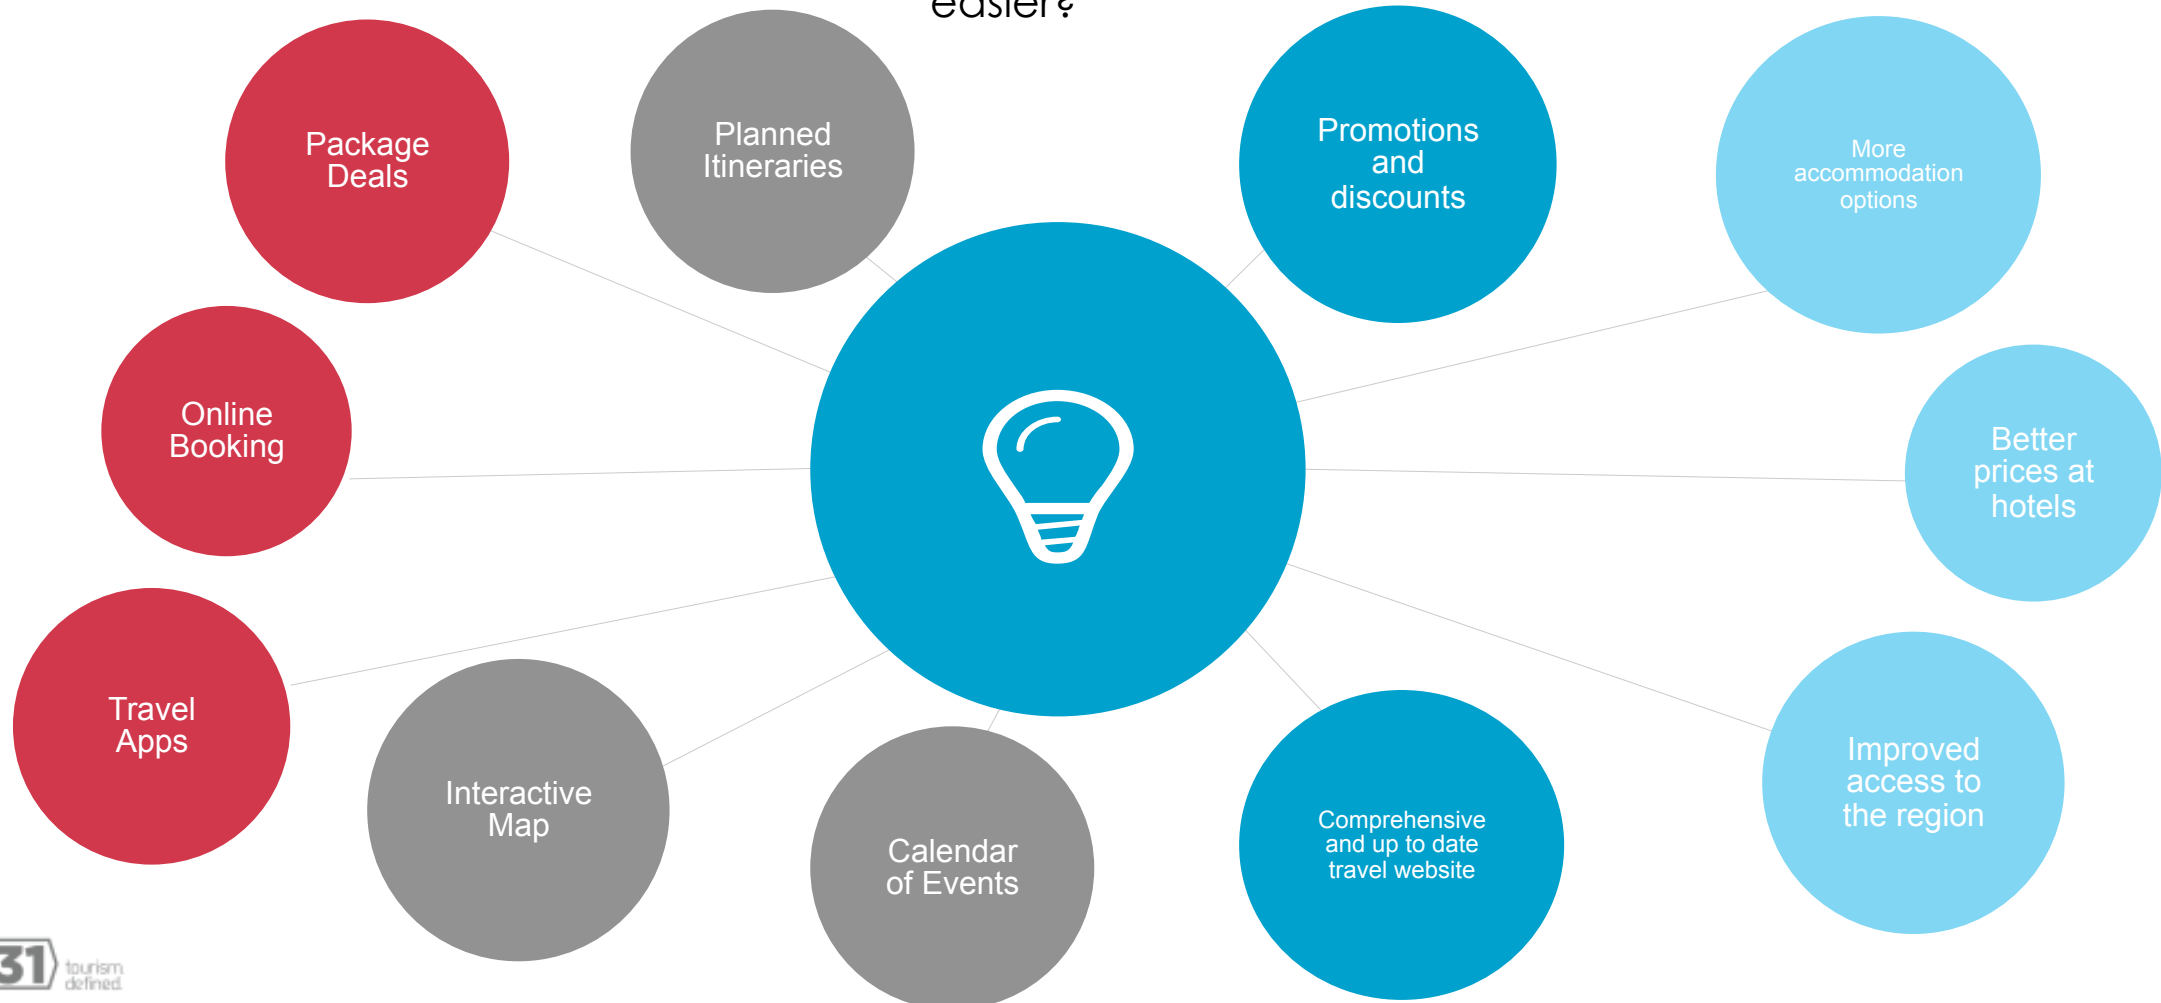 easier?
Package
Deals
Planned
Itineraries
Promotions
and
discounts
More
accommodation
options
Online
Booking
Better
prices at
hotels
Travel
Apps
Interactive
Map
Calendar
of Events
Comprehensive
and up to date
travel website
Improved
access to
the region
31
tourism
defined.